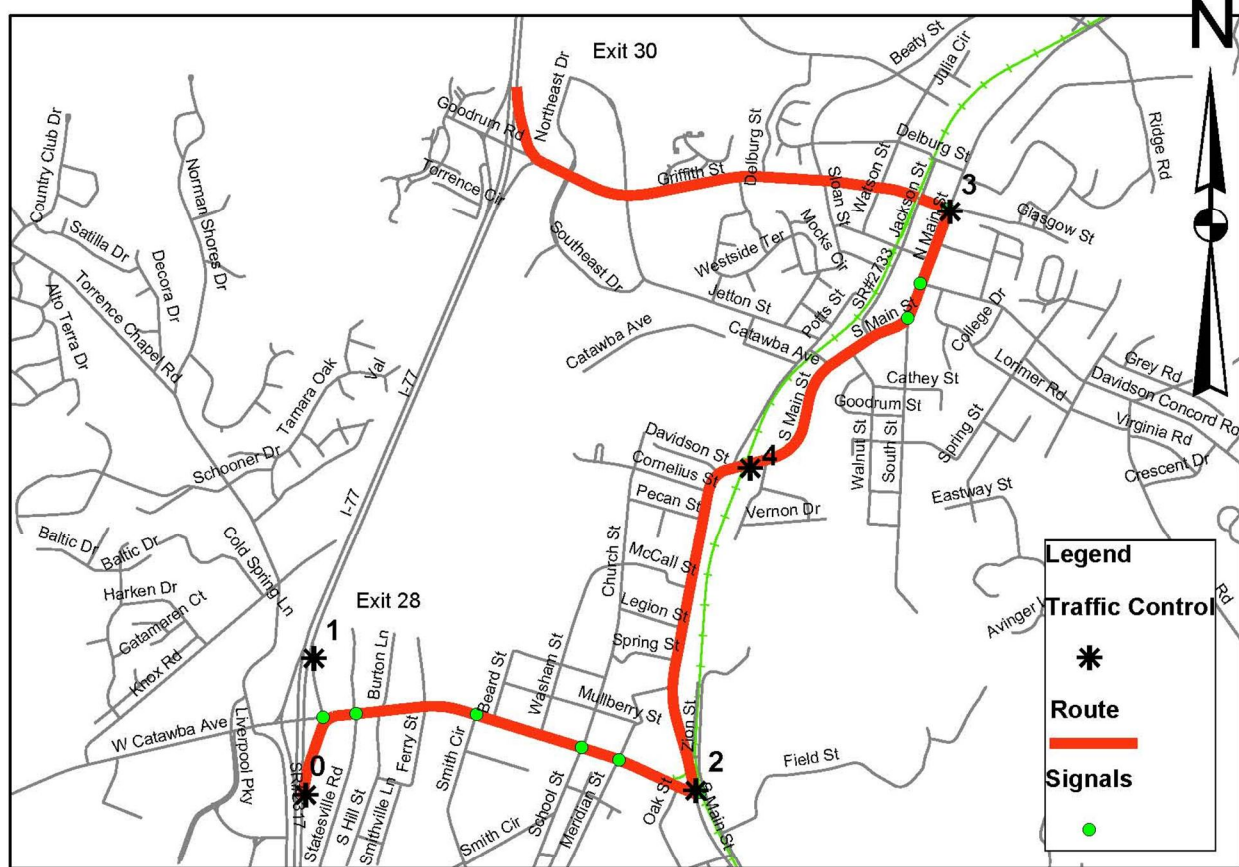 N
Exit 30
Beaty St
Julia Cir
Ridge Rd
Country Club Dr
Northeast Dr
Goodrum Rd
Torrence Cir
Delburg St
Delburg St
Griffith St
Watson St
Jackson St
3
Sloan St
N Main St
Glasgow St
Norman Shores Dr
Satilla Dr
Decora Dr
Alto Terra Dr
Torrence Chapel Rd
Southeast Dr
Westside Ter
Mocks Cir
Jetton St
Potts St
SR#2733
S Main St
College Dr
Catawba Ave
Catawba Ave
Lorimer Rd
Grey Rd
Davidson Concord Rd
Val
Tamara Oak
I-77
S Main St
Cathey St
Goodrum St
Virginia Rd
Crescent Dr
Schooner Dr
Davidson St
4
Walnut St
South St
Spring St
Cornelius St
Eastway St
I-77
Pecan St
Vernon Dr
Baltic Dr
Baltic Dr
Cold Spring Ln
Church St
McCall St
Harken Dr
Catamaren Ct
Knox Rd
Exit 28
Legion St
Spring St
Avinger
Rd
1
Burton Ln
Beard St
Washam St
Mullberry St
Zion St
W Catawba Ave
Liverpool Pky
Ferry St
0
2
Statesville Rd
S Hill St
Smithville Ln
Smith Cir
Smith Cir
School St
Meridian St
Oak St
S Main St
Field St
Legend
Traffic Control
Route
Signals